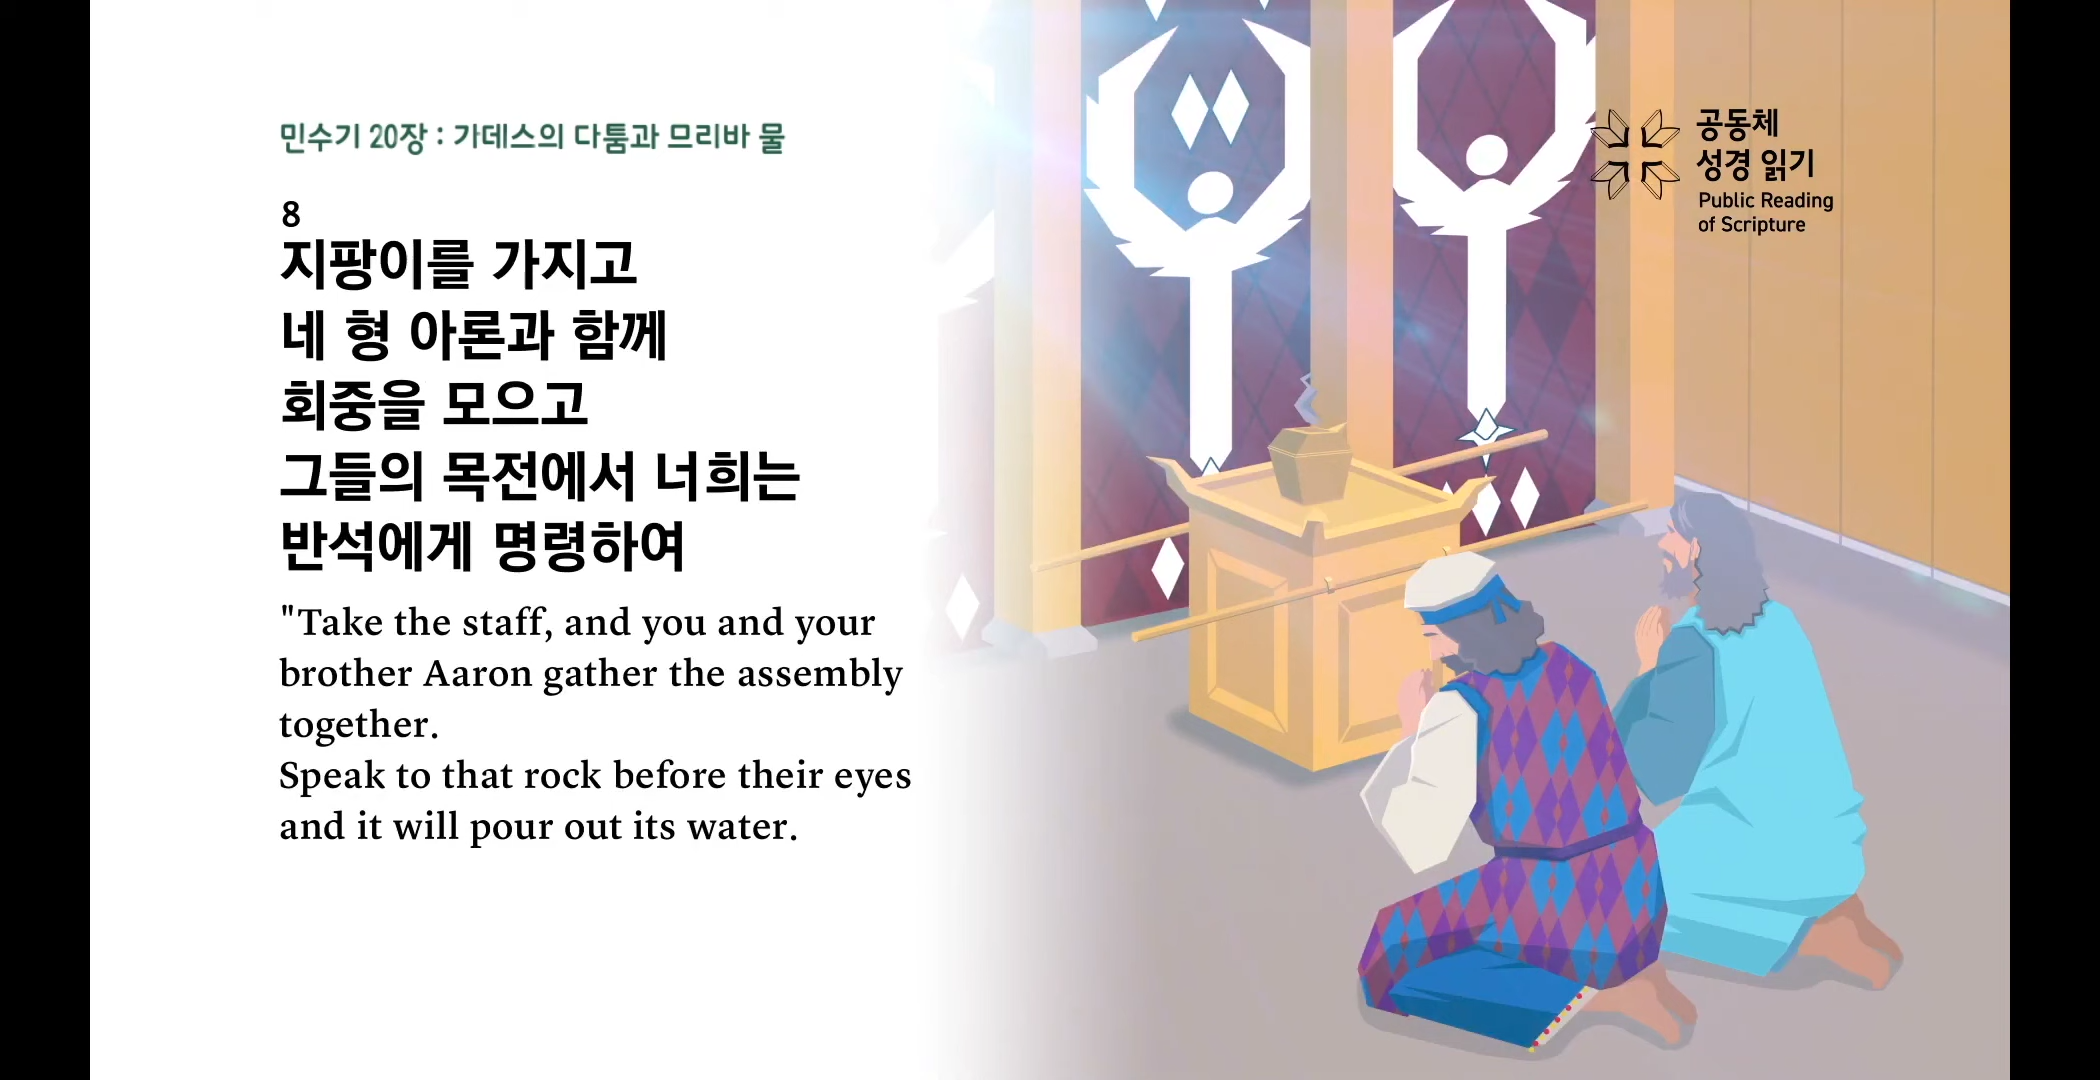 민수기 20장 : 가데스의 다툼과 므리바 물
8
지팡이를 가지고
네 형 아론과 함께
회중을 모으고
그들의 목전에서 너희는
반석에게 명령하여
"Take the staff, and you and your
brother Aaron gather the assembly
together.
Speak to that rock before their eyes
and it will pour out its water.
공동체
성경 읽기
Public Reading
of Scripture